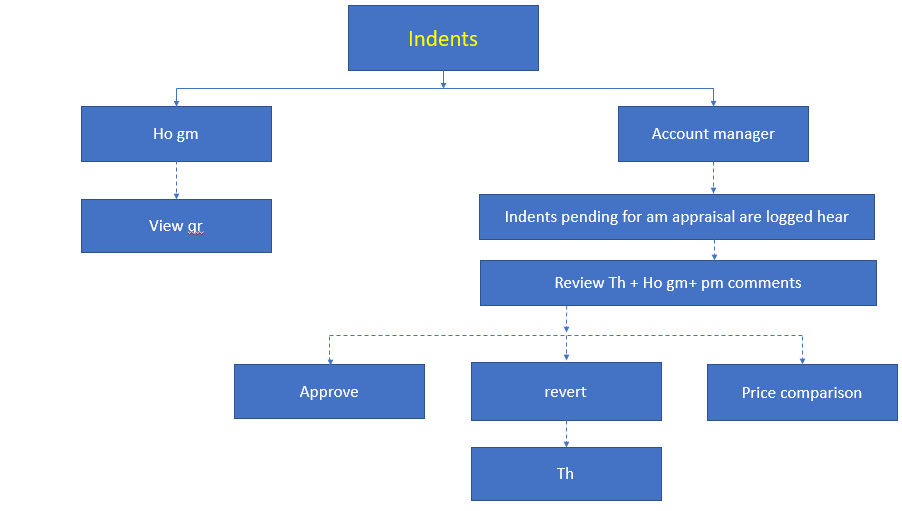 Indents
Ho gm
Account manager
View qr
Indents pending for am appraisal are logged hear
Review Th + Ho gm+ pm comments
Approve
revert
Price comparison
Th